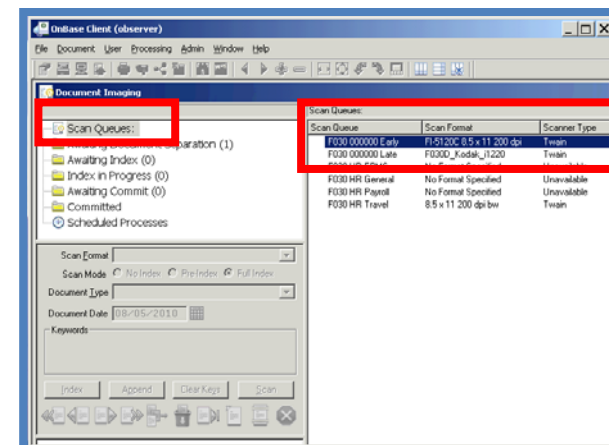 OnBase Client (observer)
File Document User Processing Admin Window Help
Document Imaging
Scan Queues:
Awaiting Document Separation (1)
Awaiting Index (0)
Index in Progress (0)
Awaiting Commit (0)
Committed
Scheduled Processes
Scan Queues:
Scan Queue Scan Format Scanner Type
F030 000000 Early FI-5120C 8.5 x 11 200 dpi Twain
F030 000000 Late F030D_Kodak_i1220 Twain
F030 HR General No Format Specified Unavailable
F030 HR Payroll No Format Specified Unavailable
F030 HR Travel 8.5 x 11 200 dpi bw Twain
Scan Format
Scan Mode No Index Pre-Index Full Index
Document Type
Document Date 08/05/2010
Keywords
Index Append Clear Keys Scan